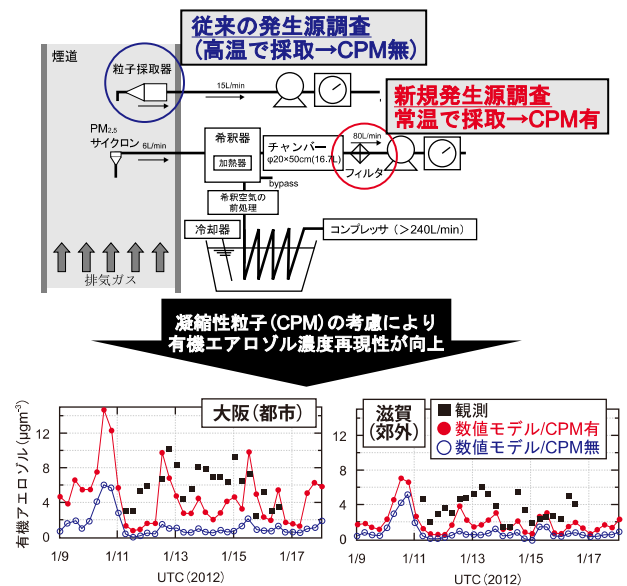 従来の発生源調査
(高温で採取→CPM無)
煙道
粒子採取器
15L/min
新規発生源調査
常温で採取→CPM有
PM2.5
サイクロン
6L/min
希釈器
加熱器
チャンバー
φ20×50cm(16.7L)
80L/min
フィルタ
bypass
希釈空気の
前処理
冷却器
コンプレッサ(>240L/min)
排気ガス
凝縮性粒子(CPM)の考慮により
有機エアロゾル濃度再現性が向上
有機エアロゾル(μgm-3)
大阪(都市)
12
8
4
0
1/9 1/11 1/13 1/15 1/17
UTC(2012)
滋賀
(郊外)
観測
数値モデル/CPM有
数値モデル/CPM無
12
8
4
0
1/9 1/11 1/13 1/15 1/17
UTC(2012)